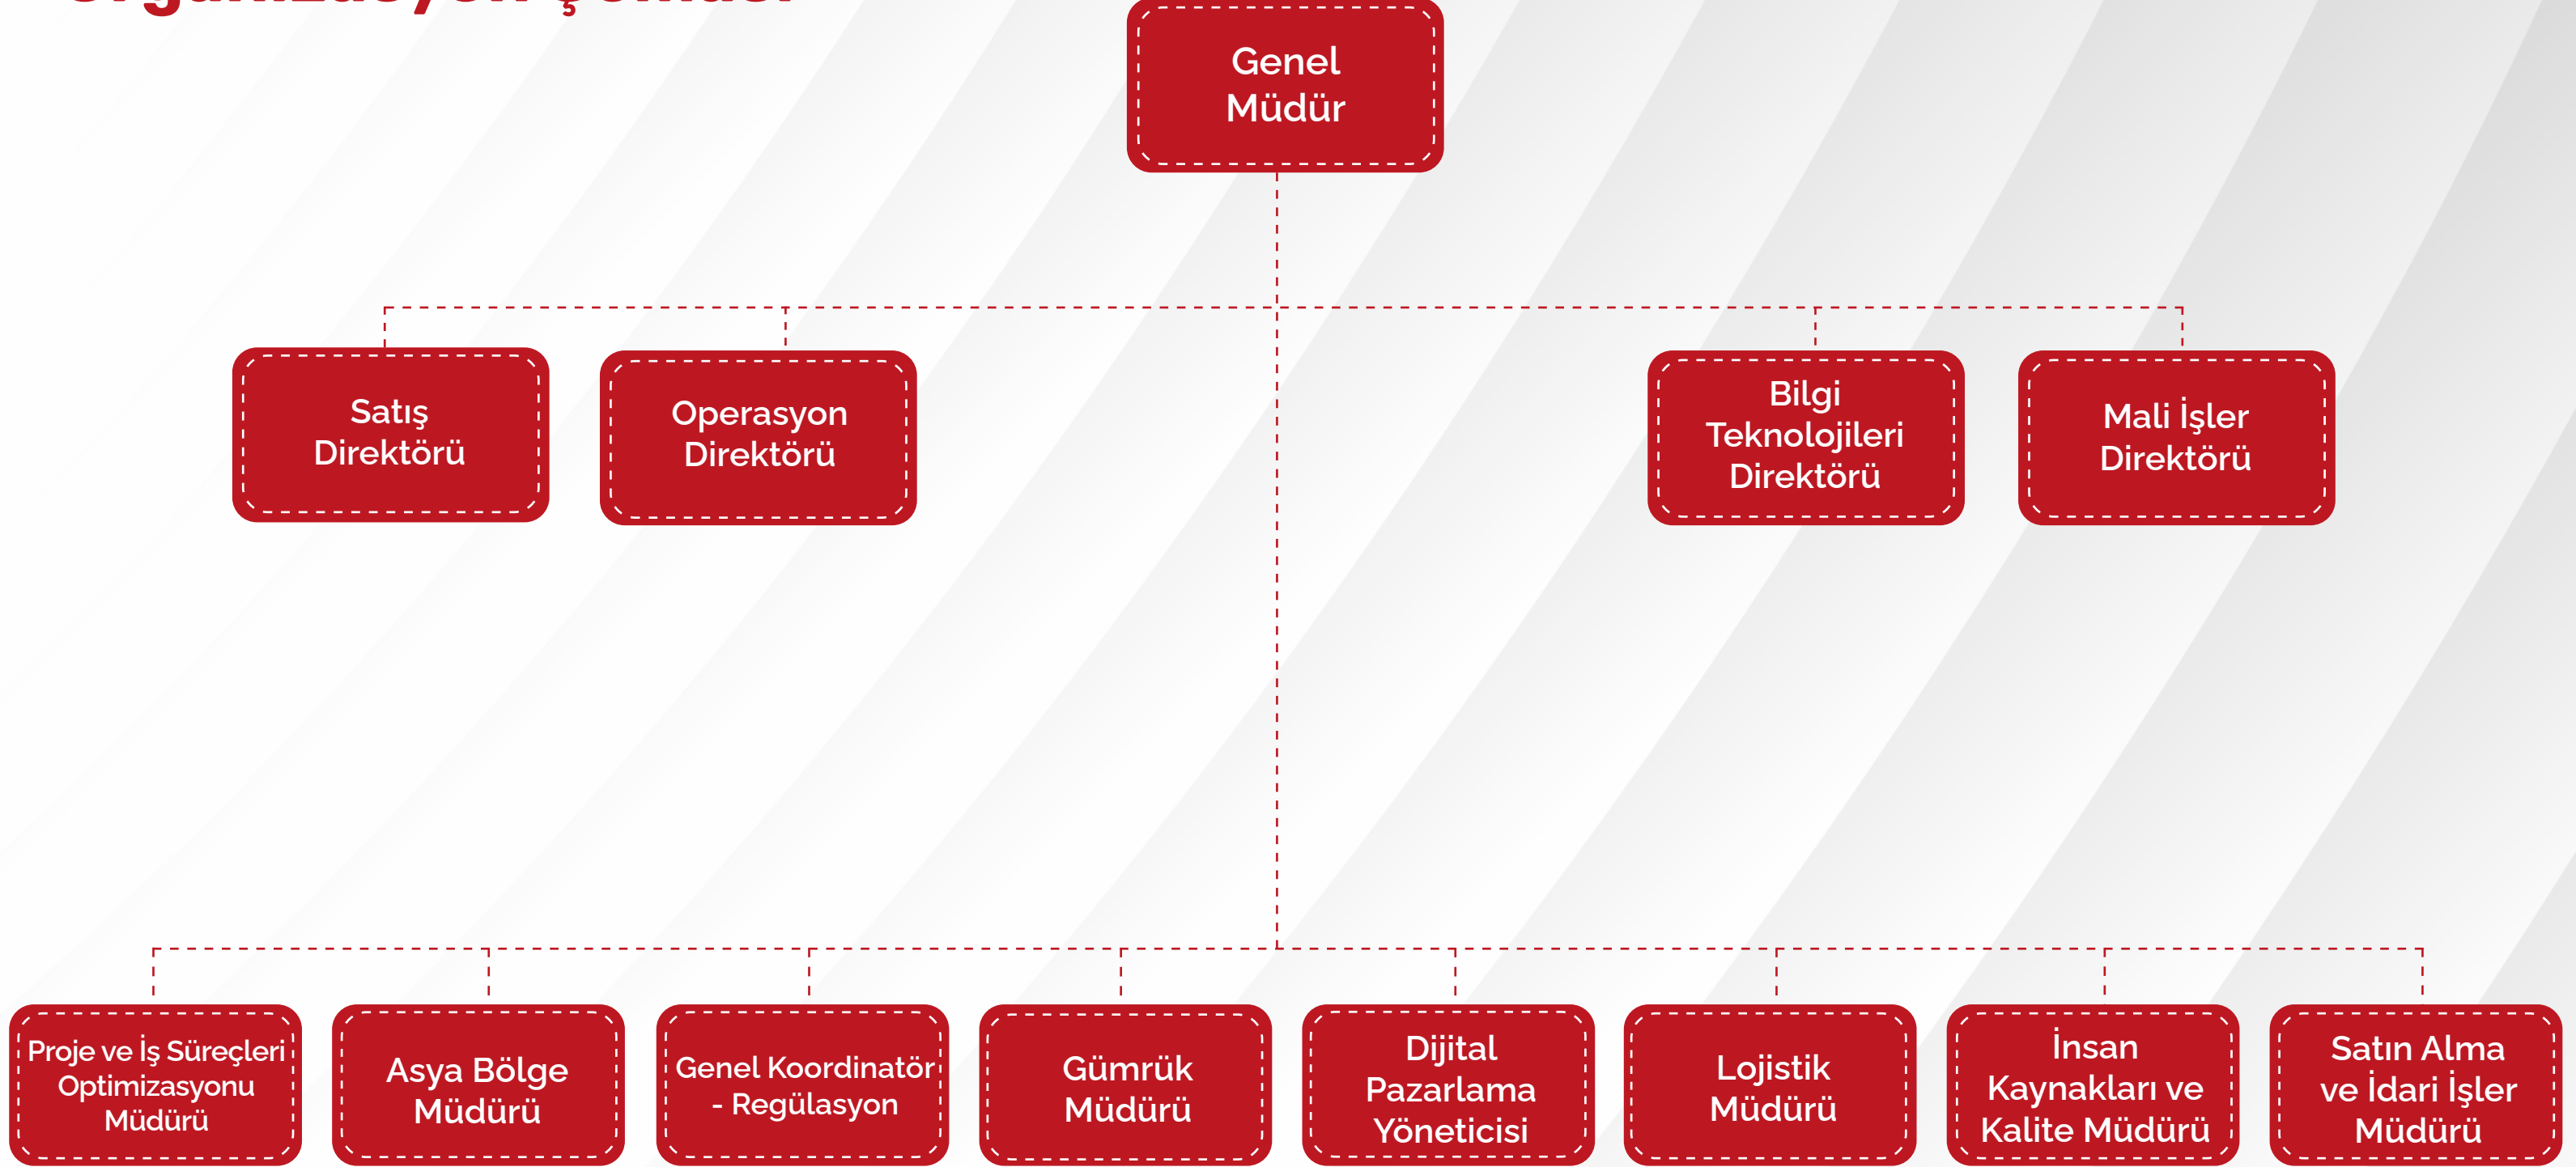 Organizasyon Şeması
Genel
Müdür
Satış
Direktörü
Operasyon
Direktörü
Bilgi
Teknolojileri
Direktörü
Mali İşler
Direktörü
Proje ve İş Süreçleri
Optimizasyonu
Müdürü
Asya Bölge
Müdürü
Genel Koordinatör
- Regülasyon
Gümrük
Müdürü
Dijital
Pazarlama
Yöneticisi
Lojistik
Müdürü
İnsan
Kaynakları ve
Kalite Müdürü
Satın Alma
ve İdari İşler
Müdürü